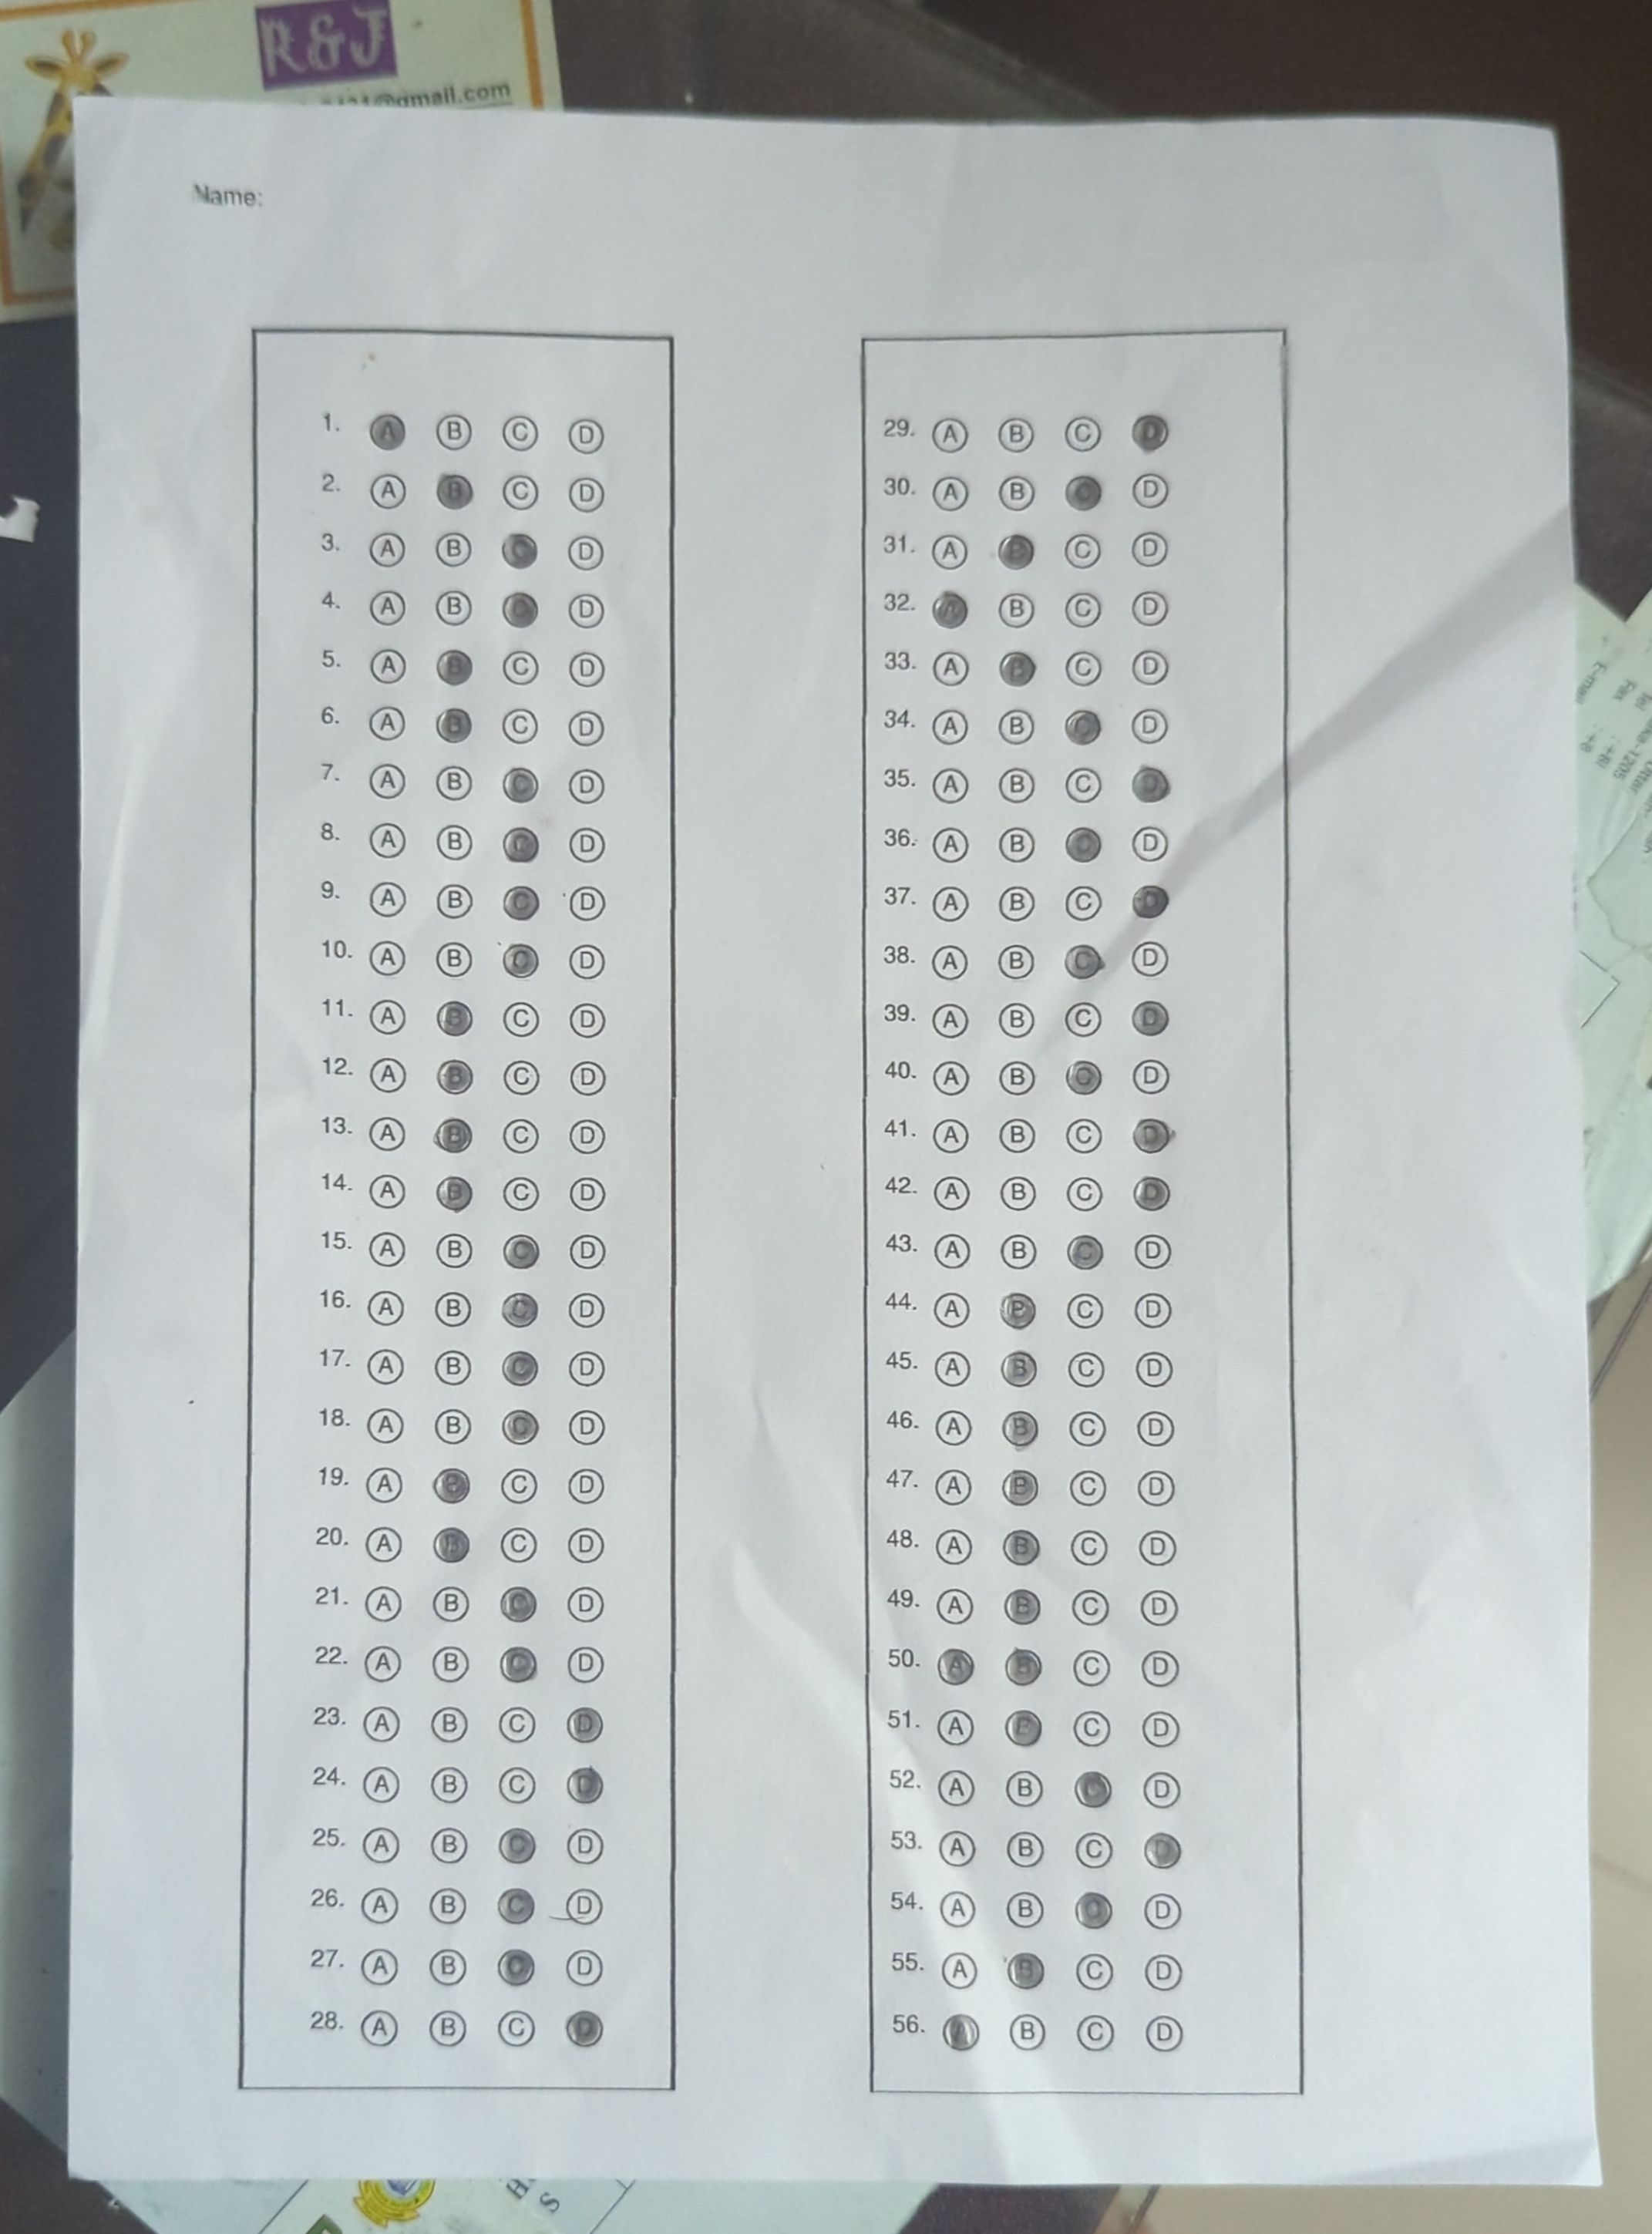 R&J
@gmail.com
Name:
1. A B C D
2. A B C D
3. A B C D
4. A B C D
5. A B C D
6. A B C D
7. A B C D
8. A B C D
9. A B C D
10. A B C D
11. A B C D
12. A B C D
13. A B C D
14. A B C D
15. A B C D
16. A B C D
17. A B C D
18. A B C D
19. A B C D
20. A B C D
21. A B C D
22. A B C D
23. A B C D
24. A B C D
25. A B C D
26. A B C D
27. A B C D
28. A B C D
29. A B C D
30. A B C D
31. A B C D
32. A B C D
33. A B C D
34. A B C D
35. A B C D
36. A B C D
37. A B C D
38. A B C D
39. A B C D
40. A B C D
41. A B C D
42. A B C D
43. A B C D
44. A B C D
45. A B C D
46. A B C D
47. A B C D
48. A B C D
49. A B C D
50. A B C D
51. A B C D
52. A B C D
53. A B C D
54. A B C D
55. A B C D
56. A B C D